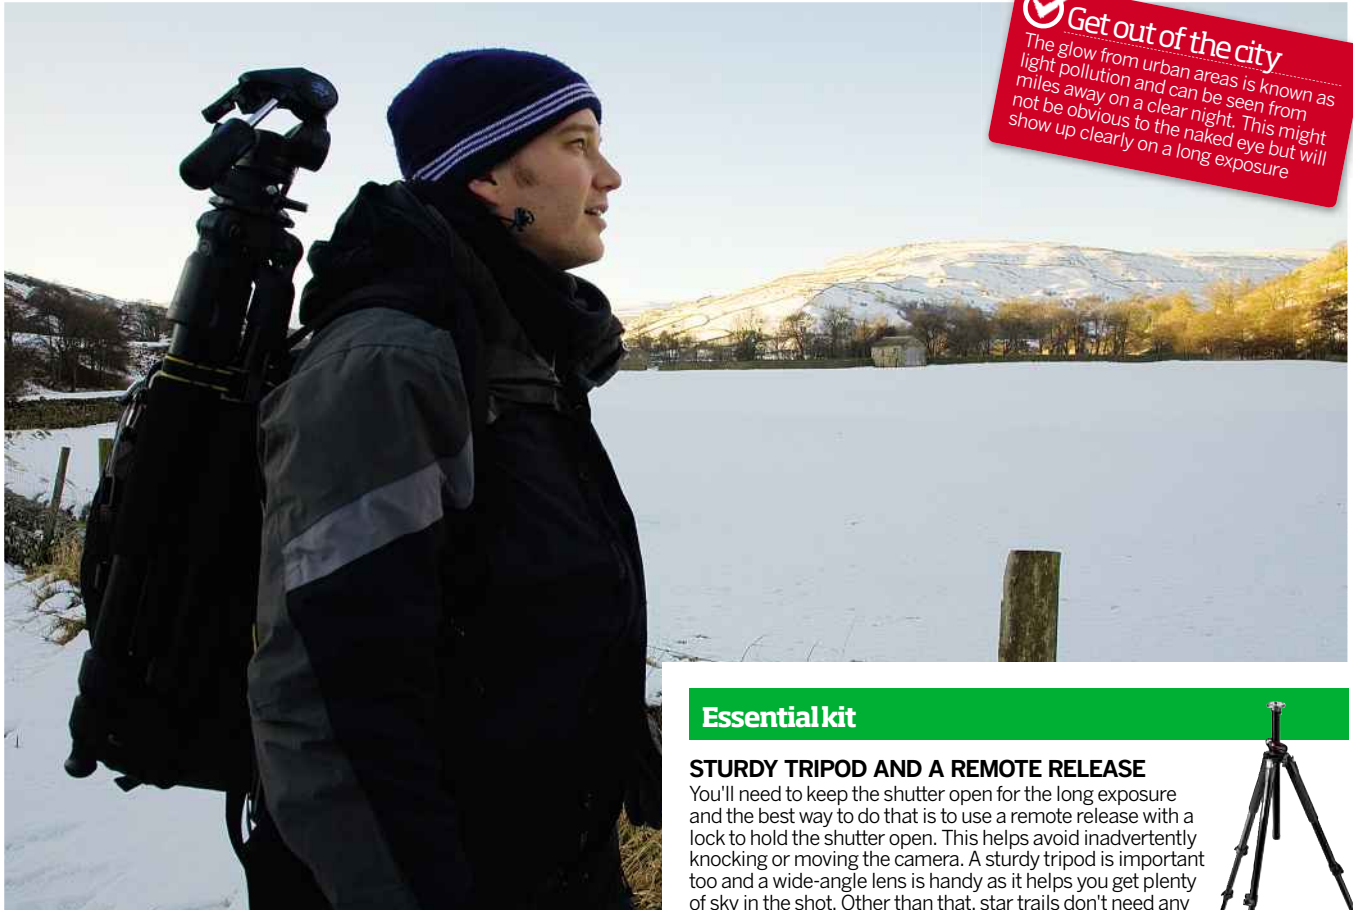 Get out of the city
The glow from urban areas is known as
light pollution and can be seen from
miles away on a clear night. This might
not be obvious to the naked eye but will
show up clearly on a long exposure
Essential kit
STURDY TRIPOD AND A REMOTE RELEASE
You'll need to keep the shutter open for the long exposure
and the best way to do that is to use a remote release with a
lock to hold the shutter open. This helps avoid inadvertently
knocking or moving the camera. A sturdy tripod is important
too and a wide-angle lens is handy as it helps you get plenty
of sky in the shot. Other than that, star trails don't need any